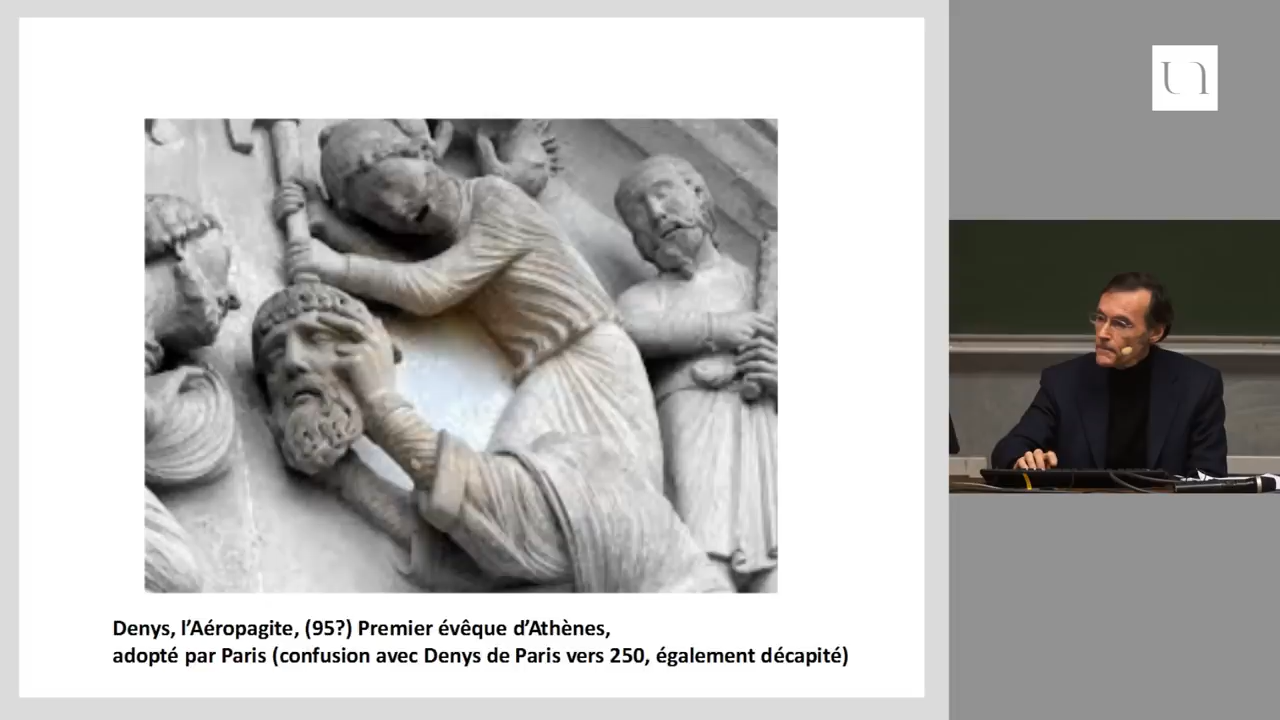 Denys, l'Aéropagite, (95?) Premier évêque d'Athènes,
adopté par Paris (confusion avec Denys de Paris vers 250, également décapité)